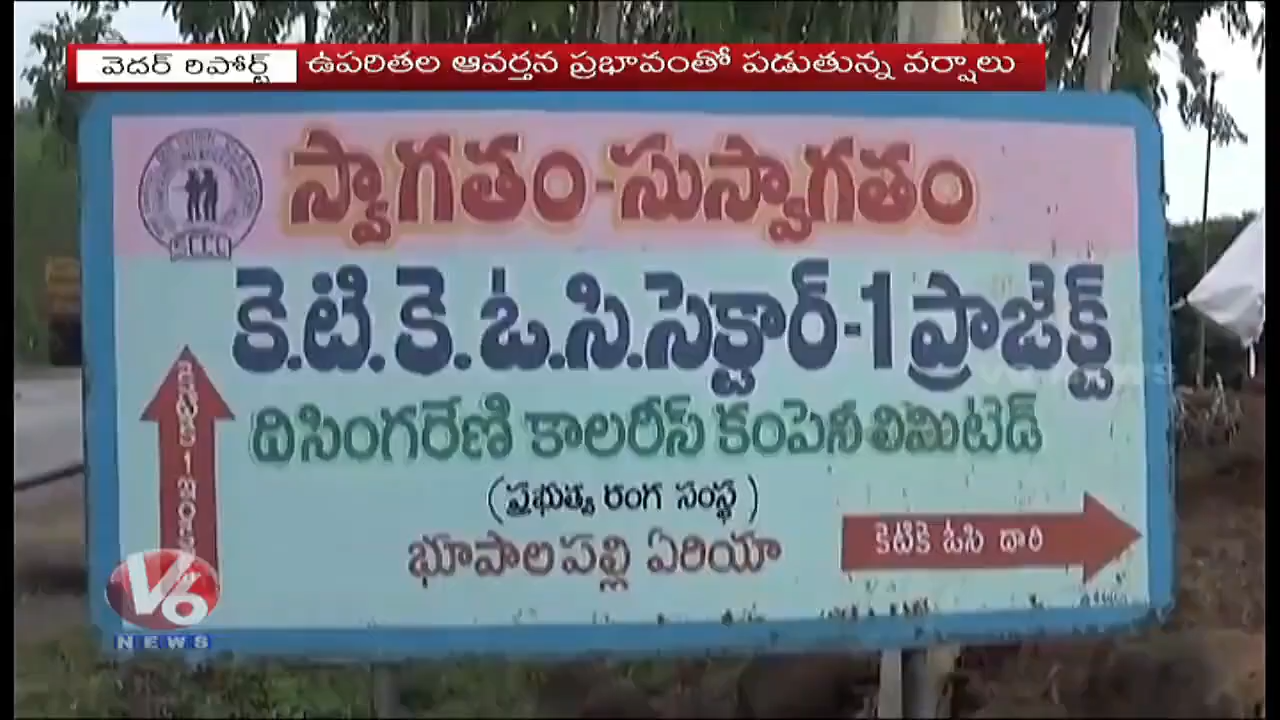 వెదర్ రిపోర్ట్ ఉపరితల ఆవర్తన ప్రభావంతో పడుతున్న వర్షాలు
స్వాగతం-సుస్వాగతం
కె.టి.కె.ఓ.సి.సెక్టార్-1 ప్రాజెక్ట్
దిసింగరేణి కాలరీస్ కంపెనీ లిమిటెడ్
(ప్రభుత్వ రంగ సంస్థ)
భూపాలపల్లి ఏరియా
కెటికె ఓసి దారి
V6
NEWS